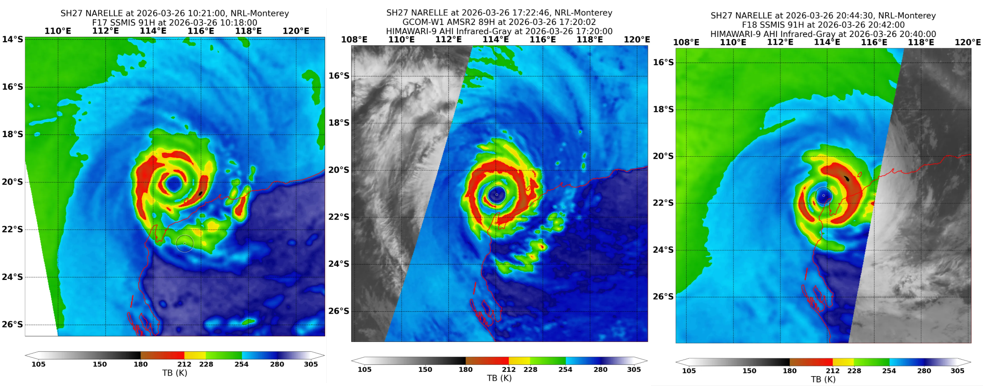 SH27 NARELLE at 2026-03-26 10:21:00, NRL-Monterey
F17 SSMIS 91H at 2026-03-26 10:18:00
110°E 112°E 114°E 116°E 118°E 120°E
14°S
16°S
18°S
20°S
22°S
24°S
26°S
105 150 180 212 228 254 280 305
TB (K)
SH27 NARELLE at 2026-03-26 17:22:46, NRL-Monterey
GCOM-W1 AMSR2 89H at 2026-03-26 17:20:02
HIMAWARI-9 AHI Infrared-Gray at 2026-03-26 17:20:00
108°E 110°E 112°E 114°E 116°E 118°E 120°E
16°S
18°S
20°S
22°S
24°S
26°S
105 150 180 212 228 254 280 305
TB (K)
SH27 NARELLE at 2026-03-26 20:44:30, NRL-Monterey
F18 SSMIS 91H at 2026-03-26 20:42:00
HIMAWARI-9 AHI Infrared-Gray at 2026-03-26 20:40:00
108°E 110°E 112°E 114°E 116°E 118°E 120°E
16°S
18°S
20°S
22°S
24°S
26°S
105 150 180 212 228 254 280 305
TB (K)